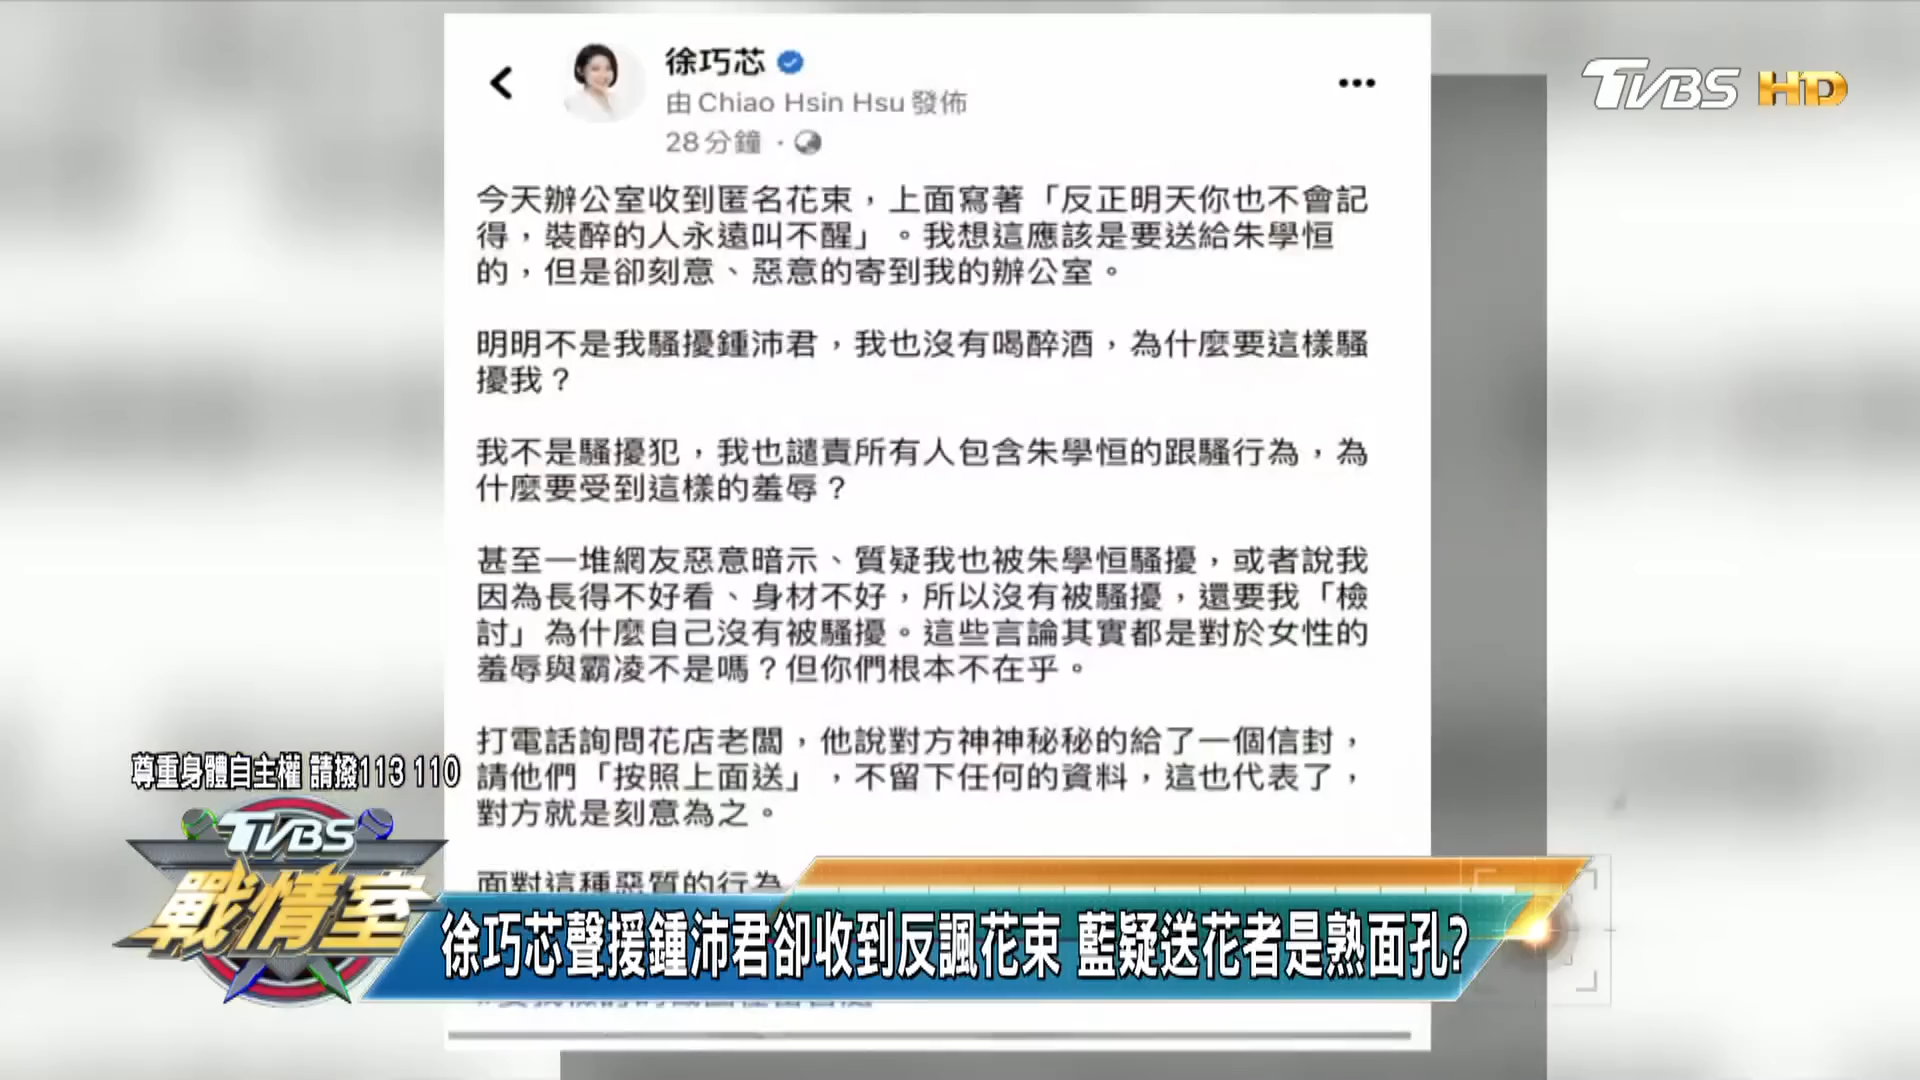 徐巧芯
由 Chiao Hsin Hsu 發佈
28分鐘 ·
TVBS HD
今天辦公室收到匿名花束，上面寫著「反正明天你也不會記
得，裝醉的人永遠叫不醒」。我想這應該是要送給朱學恒
的，但是卻刻意、惡意的寄到我的辦公室。
明明不是我騷擾鍾沛君，我也沒有喝醉酒，為什麼要這樣騷
擾我？
我不是騷擾犯，我也譴責所有人包含朱學恒的跟騷行為，為
什麼要受到這樣的羞辱？
甚至一堆網友惡意暗示、質疑我也被朱學恒騷擾，或者說我
因為長得不好看、身材不好，所以沒有被騷擾，還要我「檢
討」為什麼自己沒有被騷擾。這些言論其實都是對於女性的
羞辱與霸凌不是嗎？但你們根本不在乎。
打電話詢問花店老闆，他說對方神神秘秘的給了一個信封，
請他們「按照上面送」，不留下任何的資料，這也代表了，
對方就是刻意為之。
面對這種惡質的行為
尊重身體自主權 請撥113 110
TVBS
戰情室
徐巧芯聲援鍾沛君卻收到反諷花束 藍疑送花者是熟面孔?